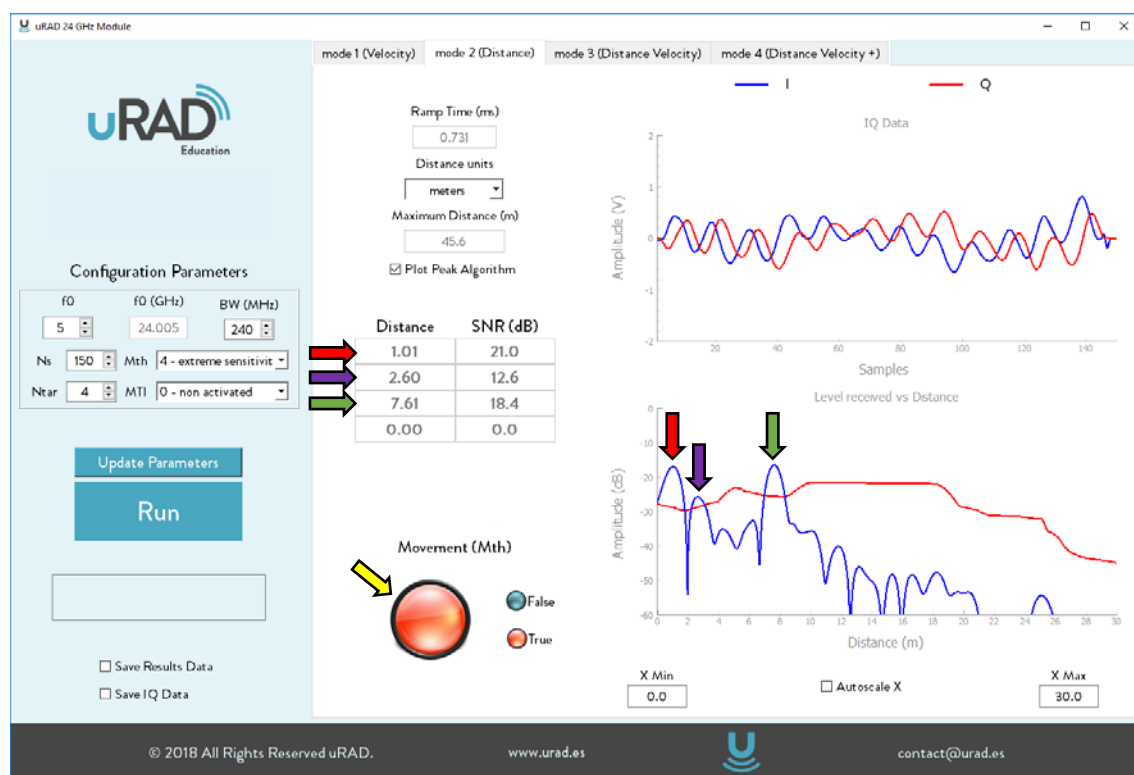 uRAD 24 GHz Module
mode 1 (Velocity) mode 2 (Distance) mode 3 (Distance Velocity) mode 4 (Distance Velocity +)
uRAD
Education
Configuration Parameters
f0 f0 (GHz) BW (MHz)
5 24.005 240
Ns 150 Mth 4 - extreme sensitivit
Ntar 4 MTI 0 - non activated
Update Parameters
Run
Save Results Data
Save IQ Data
Ramp Time (ms)
0.731
Distance units
meters
Maximum Distance (m)
45.6
Plot Peak Algorithm
Distance SNR (dB)
1.01 21.0
2.60 12.6
7.61 18.4
0.00 0.0
Movement (Mth)
False
True
I Q
IQ Data
Amplitude (V)
2
1
0
-1
-2
20 40 60 80 100 120 140
Samples
Level received vs Distance
Amplitude (dB)
0
-10
-20
-30
-40
-50
-60
0 2 4 6 8 10 12 14 16 18 20 22 24 26 28 30
Distance (m)
X Min
0.0
Autoscale X
X Max
30.0
© 2018 All Rights Reserved uRAD. www.urad.es contact@urad.es